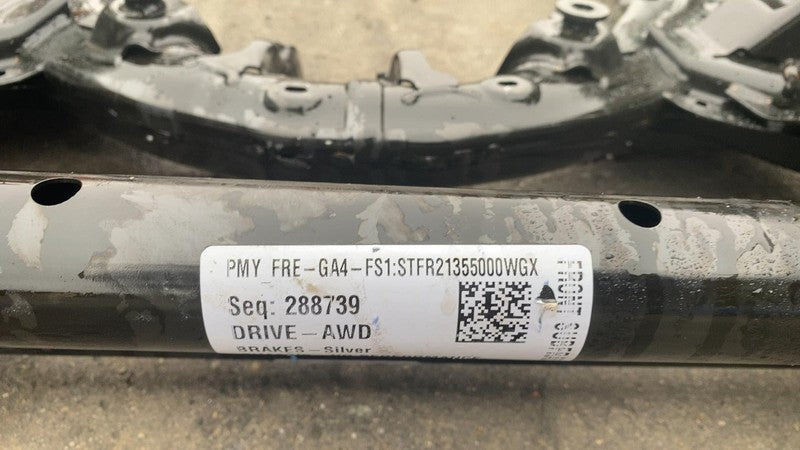 PMY FRE-GA4-FS1:STFR21355000WGX
Seq: 288739
DRIVE-AWD
BRAKES-Silver
FRONT